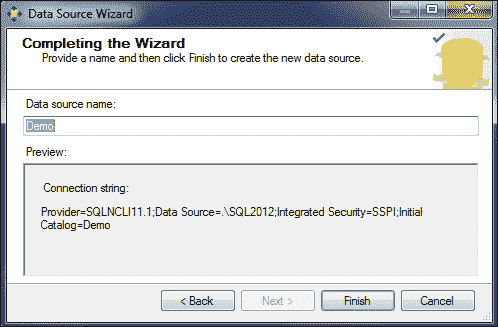 Data Source Wizard
Completing the Wizard
Provide a name and then click Finish to create the new data source.
Data source name:
Demo
Preview:
Connection string:
Provider=SQLNCLI11.1;Data Source=.\SQL2012;Integrated Security=SSPI;Initial
Catalog=Demo
< Back
Next >
Finish
Cancel